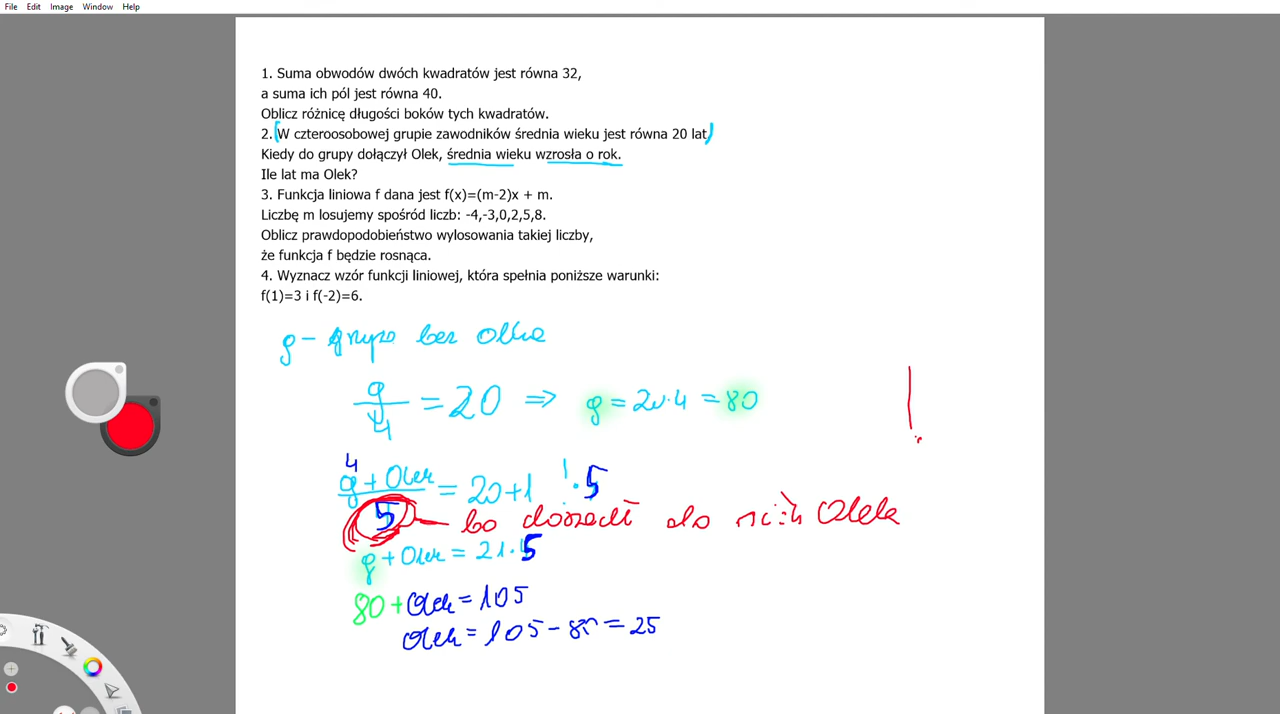 File Edit Image Window Help
1. Suma obwodów dwóch kwadratów jest równa 32,
a suma ich pól jest równa 40.
Oblicz różnicę długości boków tych kwadratów.
2. (W czteroosobowej grupie zawodników średnia wieku jest równa 20 lat)
Kiedy do grupy dołączył Olek, średnia wieku wzrosła o rok.
Ile lat ma Olek?
3. Funkcja liniowa f dana jest f(x)=(m-2)x + m.
Liczbę m losujemy spośród liczb: -4,-3,0,2,5,8.
Oblicz prawdopodobieństwo wylosowania takiej liczby,
że funkcja f będzie rosnąca.
4. Wyznacz wzór funkcji liniowej, która spełnia poniższe warunki:
f(1)=3 i f(-2)=6.
g - grupa bez Olka
g/4 = 20 => g = 20·4 = 80
g + Olek = 20+1 ·5
5 bo doszedł do nich Olek
g + Olek = 21·5
80 + Olek = 105
Olek = 105 - 80 = 25